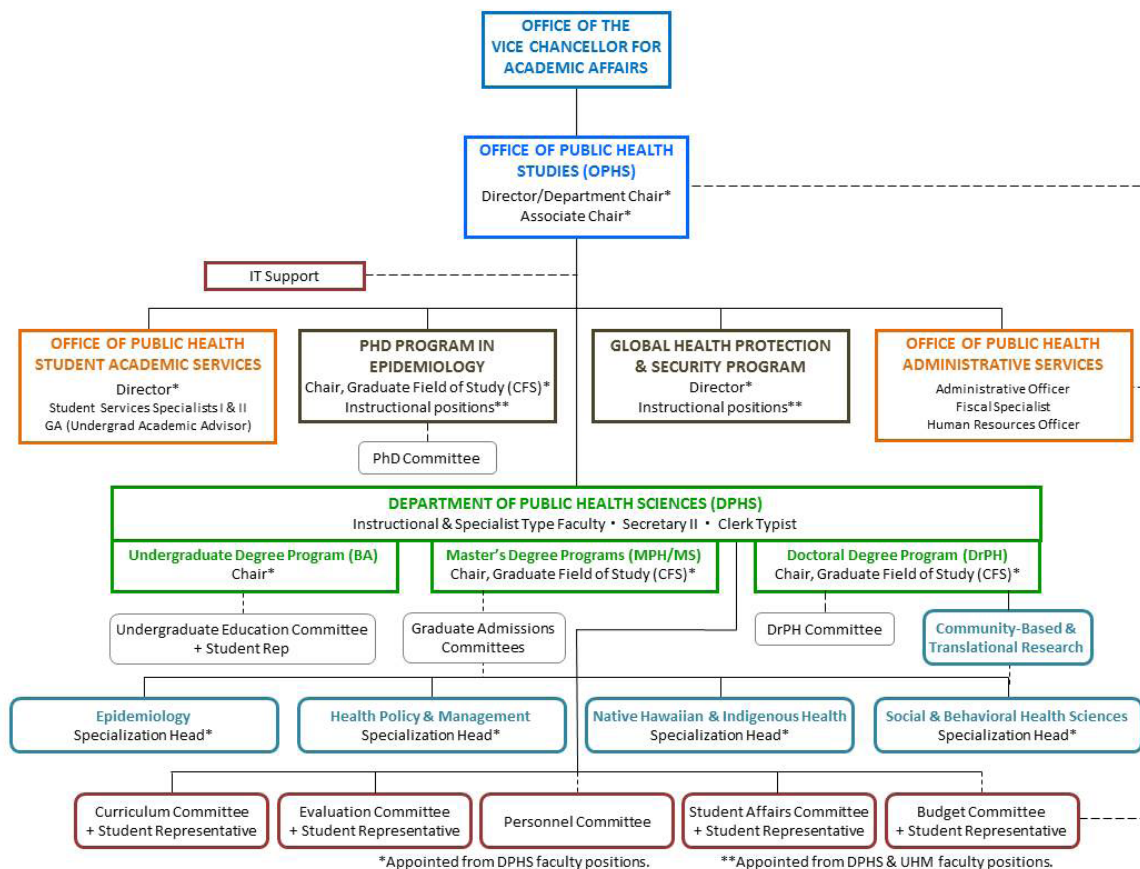 OFFICE OF THE
VICE CHANCELLOR FOR
ACADEMIC AFFAIRS
OFFICE OF PUBLIC HEALTH
STUDIES (OPHS)
Director/Department Chair*
Associate Chair*
IT Support
OFFICE OF PUBLIC HEALTH
STUDENT ACADEMIC SERVICES
Director*
Student Services Specialists I & II
GA (Undergrad Academic Advisor)
PHD PROGRAM IN
EPIDEMIOLOGY
Chair, Graduate Field of Study (CFS)*
Instructional positions**
PhD Committee
GLOBAL HEALTH PROTECTION
& SECURITY PROGRAM
Director*
Instructional positions**
OFFICE OF PUBLIC HEALTH
ADMINISTRATIVE SERVICES
Administrative Officer
Fiscal Specialist
Human Resources Officer
DEPARTMENT OF PUBLIC HEALTH SCIENCES (DPHS)
Instructional & Specialist Type Faculty • Secretary II • Clerk Typist
Undergraduate Degree Program (BA)
Chair*
Master's Degree Programs (MPH/MS)
Chair, Graduate Field of Study (CFS)*
Doctoral Degree Program (DrPH)
Chair, Graduate Field of Study (CFS)*
Undergraduate Education Committee
+ Student Rep
Graduate Admissions
Committees
DrPH Committee
Community-Based &
Translational Research
Epidemiology
Specialization Head*
Health Policy & Management
Specialization Head*
Native Hawaiian & Indigenous Health
Specialization Head*
Social & Behavioral Health Sciences
Specialization Head*
Curriculum Committee
+ Student Representative
Evaluation Committee
+ Student Representative
Personnel Committee
Student Affairs Committee
+ Student Representative
Budget Committee
+ Student Representative
*Appointed from DPHS faculty positions.
**Appointed from DPHS & UHM faculty positions.